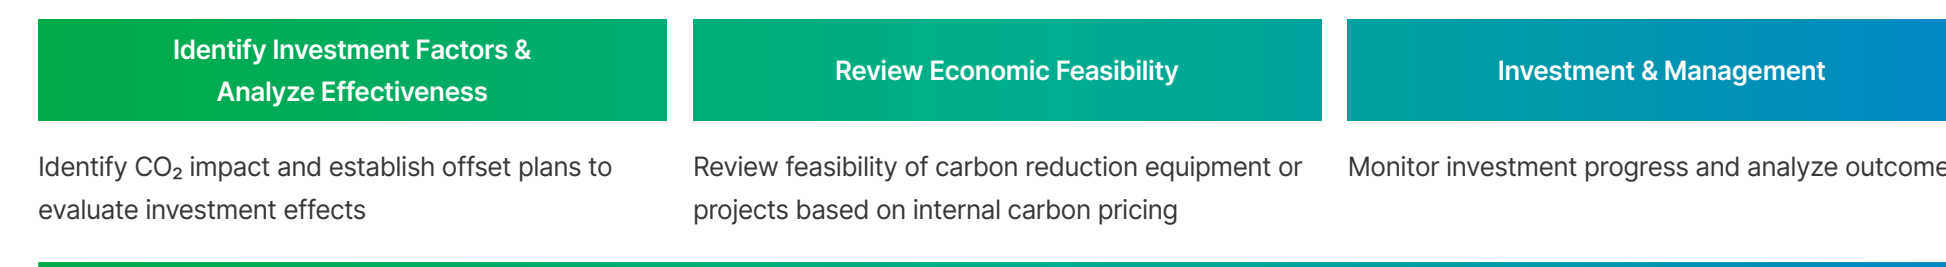 Identify Investment Factors &
Analyze Effectiveness
Review Economic Feasibility
Investment & Management
Identify CO₂ impact and establish offset plans to
evaluate investment effects
Review feasibility of carbon reduction equipment or
projects based on internal carbon pricing
Monitor investment progress and analyze outcome